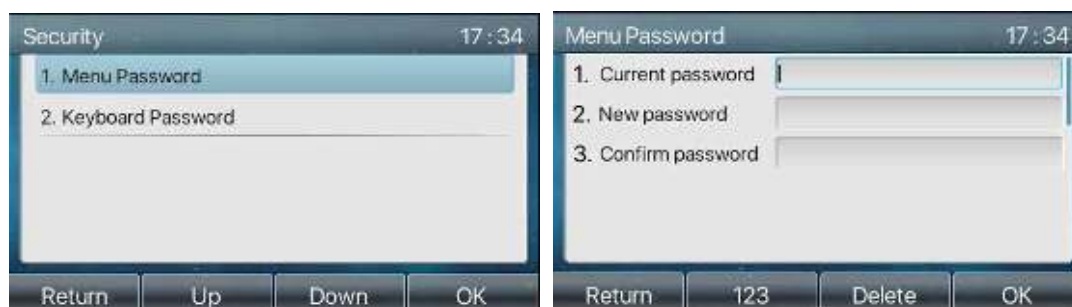 Security 17:34
1. Menu Password
2. Keyboard Password
Return Up Down OK
Menu Password 17:34
1. Current password
2. New password
3. Confirm password
Return 123 Delete OK